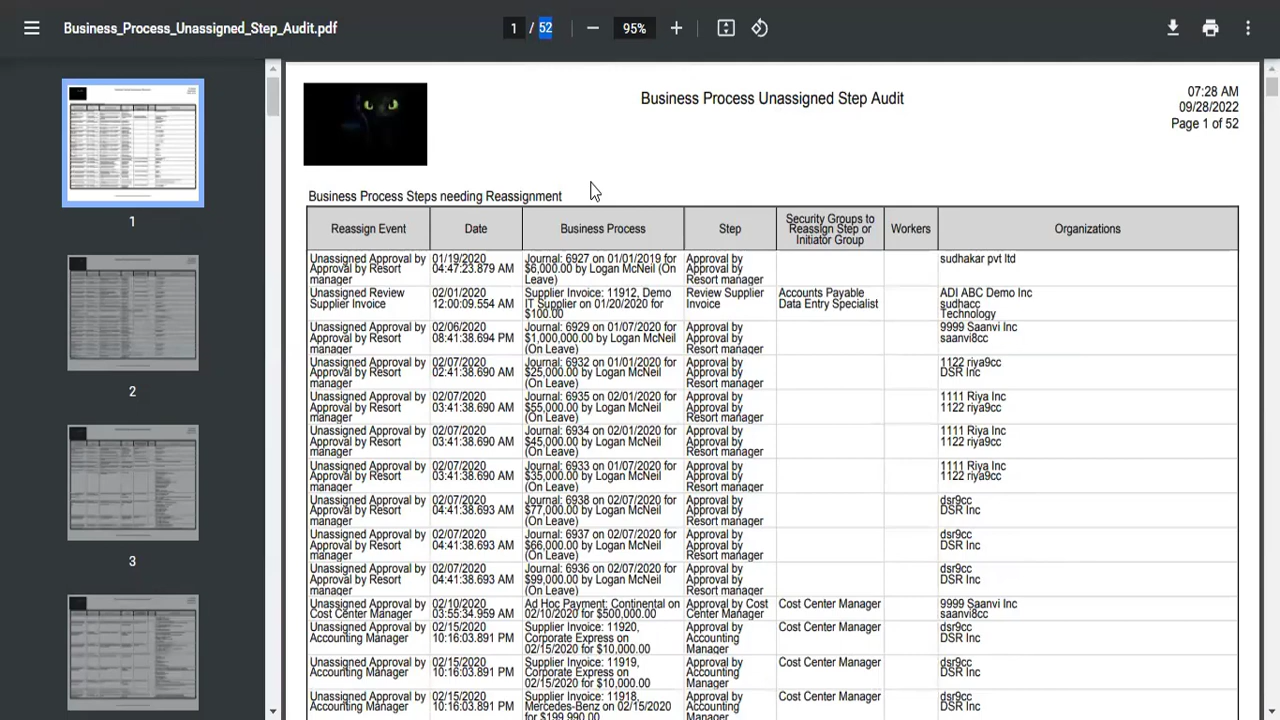 Business_Process_Unassigned_Step_Audit.pdf
1 / 52
95%
1
2
3
Business Process Unassigned Step Audit
07:28 AM
09/28/2022
Page 1 of 52
Business Process Steps needing Reassignment
Reassign Event
Date
Business Process
Step
Security Groups to
Reassign Step or
Initiator Group
Workers
Organizations
Unassigned Approval by
Approval by Resort
manager
01/19/2020
04:47:23.879 AM
Journal: 6927 on 01/01/2019 for
$6,000.00 by Logan McNeil (On
Leave)
Approval by
Approval by
Resort manager
sudhakar pvt ltd
Unassigned Review
Supplier Invoice
02/01/2020
12:00:09.554 AM
Supplier Invoice: 11912, Demo
IT Supplier on 01/20/2020 for
$100.00
Review Supplier
Invoice
Accounts Payable
Data Entry Specialist
ADI ABC Demo Inc
sudhacc
Technology
Unassigned Approval by
Approval by Resort
manager
02/06/2020
08:41:38.694 PM
Journal: 6929 on 01/07/2020 for
$1,000,000.00 by Logan McNeil
(On Leave)
Approval by
Approval by
Resort manager
9999 Saanvi Inc
saanvi8cc
Unassigned Approval by
Approval by Resort
manager
02/07/2020
02:41:38.690 AM
Journal: 6932 on 01/01/2020 for
$25,000.00 by Logan McNeil
(On Leave)
Approval by
Approval by
Resort manager
1122 riya9cc
DSR Inc
Unassigned Approval by
Approval by Resort
manager
02/07/2020
03:41:38.690 AM
Journal: 6935 on 02/01/2020 for
$55,000.00 by Logan McNeil
(On Leave)
Approval by
Approval by
Resort manager
1111 Riya Inc
1122 riya9cc
Unassigned Approval by
Approval by Resort
manager
02/07/2020
03:41:38.690 AM
Journal: 6934 on 02/01/2020 for
$45,000.00 by Logan McNeil
(On Leave)
Approval by
Approval by
Resort manager
1111 Riya Inc
1122 riya9cc
Unassigned Approval by
Approval by Resort
manager
02/07/2020
03:41:38.690 AM
Journal: 6933 on 01/07/2020 for
$35,000.00 by Logan McNeil
(On Leave)
Approval by
Approval by
Resort manager
1111 Riya Inc
1122 riya9cc
Unassigned Approval by
Approval by Resort
manager
02/07/2020
04:41:38.690 AM
Journal: 6938 on 02/07/2020 for
$77,000.00 by Logan McNeil
(On Leave)
Approval by
Approval by
Resort manager
dsr9cc
DSR Inc
Unassigned Approval by
Approval by Resort
manager
02/07/2020
04:41:38.693 AM
Journal: 6937 on 02/07/2020 for
$66,000.00 by Logan McNeil
(On Leave)
Approval by
Approval by
Resort manager
dsr9cc
DSR Inc
Unassigned Approval by
Approval by Resort
manager
02/07/2020
04:41:38.693 AM
Journal: 6936 on 02/07/2020 for
$99,000.00 by Logan McNeil
(On Leave)
Approval by
Approval by
Resort manager
dsr9cc
DSR Inc
Unassigned Approval by
Cost Center Manager
02/10/2020
03:55:34.959 AM
Ad Hoc Payment: Continental on
02/10/2020 for $500,000.00
Approval by Cost
Center Manager
Cost Center Manager
9999 Saanvi Inc
saanvi8cc
Unassigned Approval by
Accounting Manager
02/15/2020
10:16:03.891 PM
Supplier Invoice: 11920,
Corporate Express on
02/15/2020 for $10,000.00
Approval by
Accounting
Manager
Cost Center Manager
dsr9cc
DSR Inc
Unassigned Approval by
Accounting Manager
02/15/2020
10:16:03.891 PM
Supplier Invoice: 11919,
Corporate Express on
02/15/2020 for $10,000.00
Approval by
Accounting
Manager
Cost Center Manager
dsr9cc
DSR Inc
Unassigned Approval by
Accounting Manager
02/15/2020
10:16:03.891 PM
Supplier Invoice: 11918,
Mercedes-Benz on 02/15/2020
for $199,990.00
Approval by
Accounting
Manager
Cost Center Manager
dsr9cc
DSR Inc